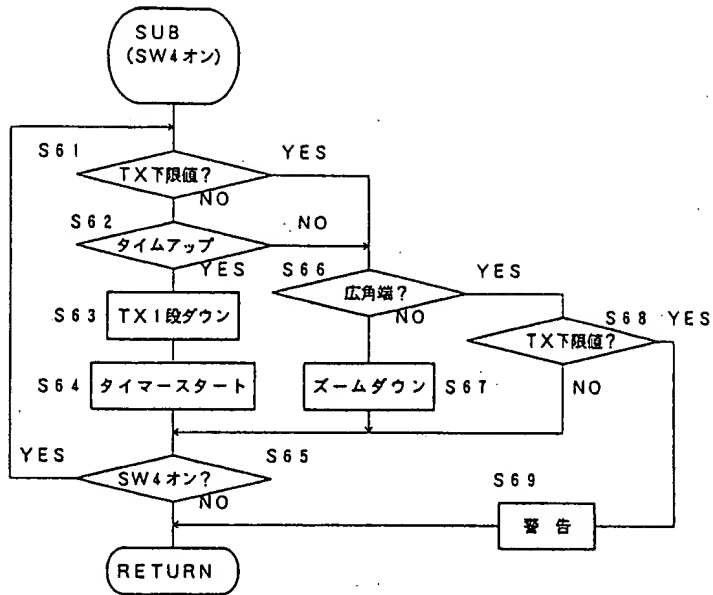 SUB
(SW4オン)
S61
YES
TX下限値?
NO
S62
NO
タイムアップ
YES
S66
YES
広角端?
NO
S63
TX1段ダウン
S68
YES
TX下限値?
NO
S64
タイマースタート
ズームダウン
S67
YES
S65
SW4オン?
NO
S69
警告
RETURN